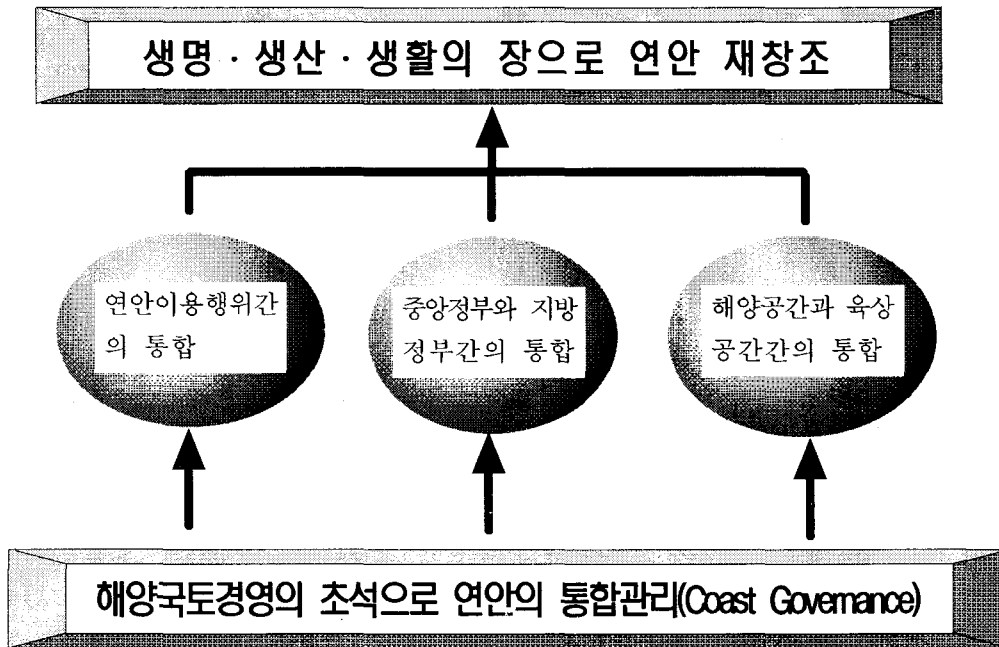 생명 · 생산 · 생활의 장으로 연안 재창조
연안이용행위간
의 통합
중앙정부와 지방
정부간의 통합
해양공간과 육상
공간간의 통합
해양국토경영의 초석으로 연안의 통합관리(Coast Governance)